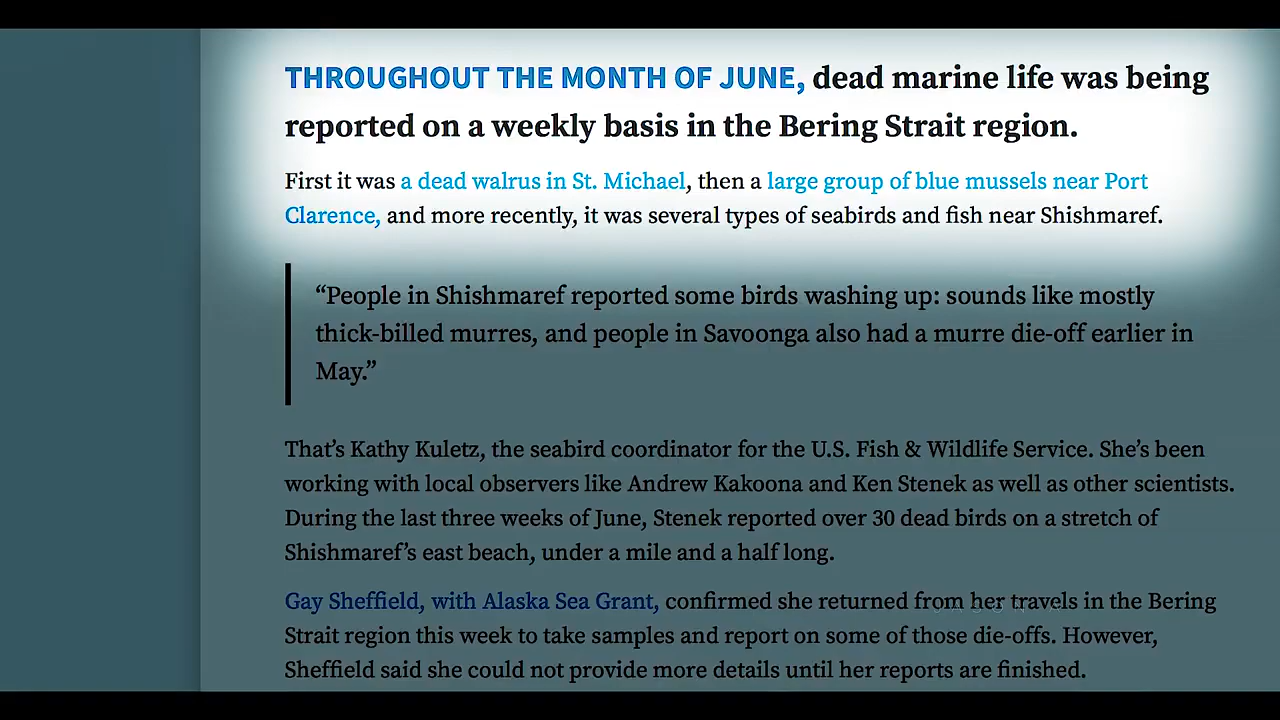 THROUGHOUT THE MONTH OF JUNE, dead marine life was being
reported on a weekly basis in the Bering Strait region.
First it was a dead walrus in St. Michael, then a large group of blue mussels near Port
Clarence, and more recently, it was several types of seabirds and fish near Shishmaref.
“People in Shishmaref reported some birds washing up: sounds like mostly
thick-billed murres, and people in Savoonga also had a murre die-off earlier in
May.”
That’s Kathy Kuletz, the seabird coordinator for the U.S. Fish & Wildlife Service. She’s been
working with local observers like Andrew Kakoona and Ken Stenek as well as other scientists.
During the last three weeks of June, Stenek reported over 30 dead birds on a stretch of
Shishmaref’s east beach, under a mile and a half long.
Gay Sheffield, with Alaska Sea Grant, confirmed she returned from her travels in the Bering
Strait region this week to take samples and report on some of those die-offs. However,
Sheffield said she could not provide more details until her reports are finished.